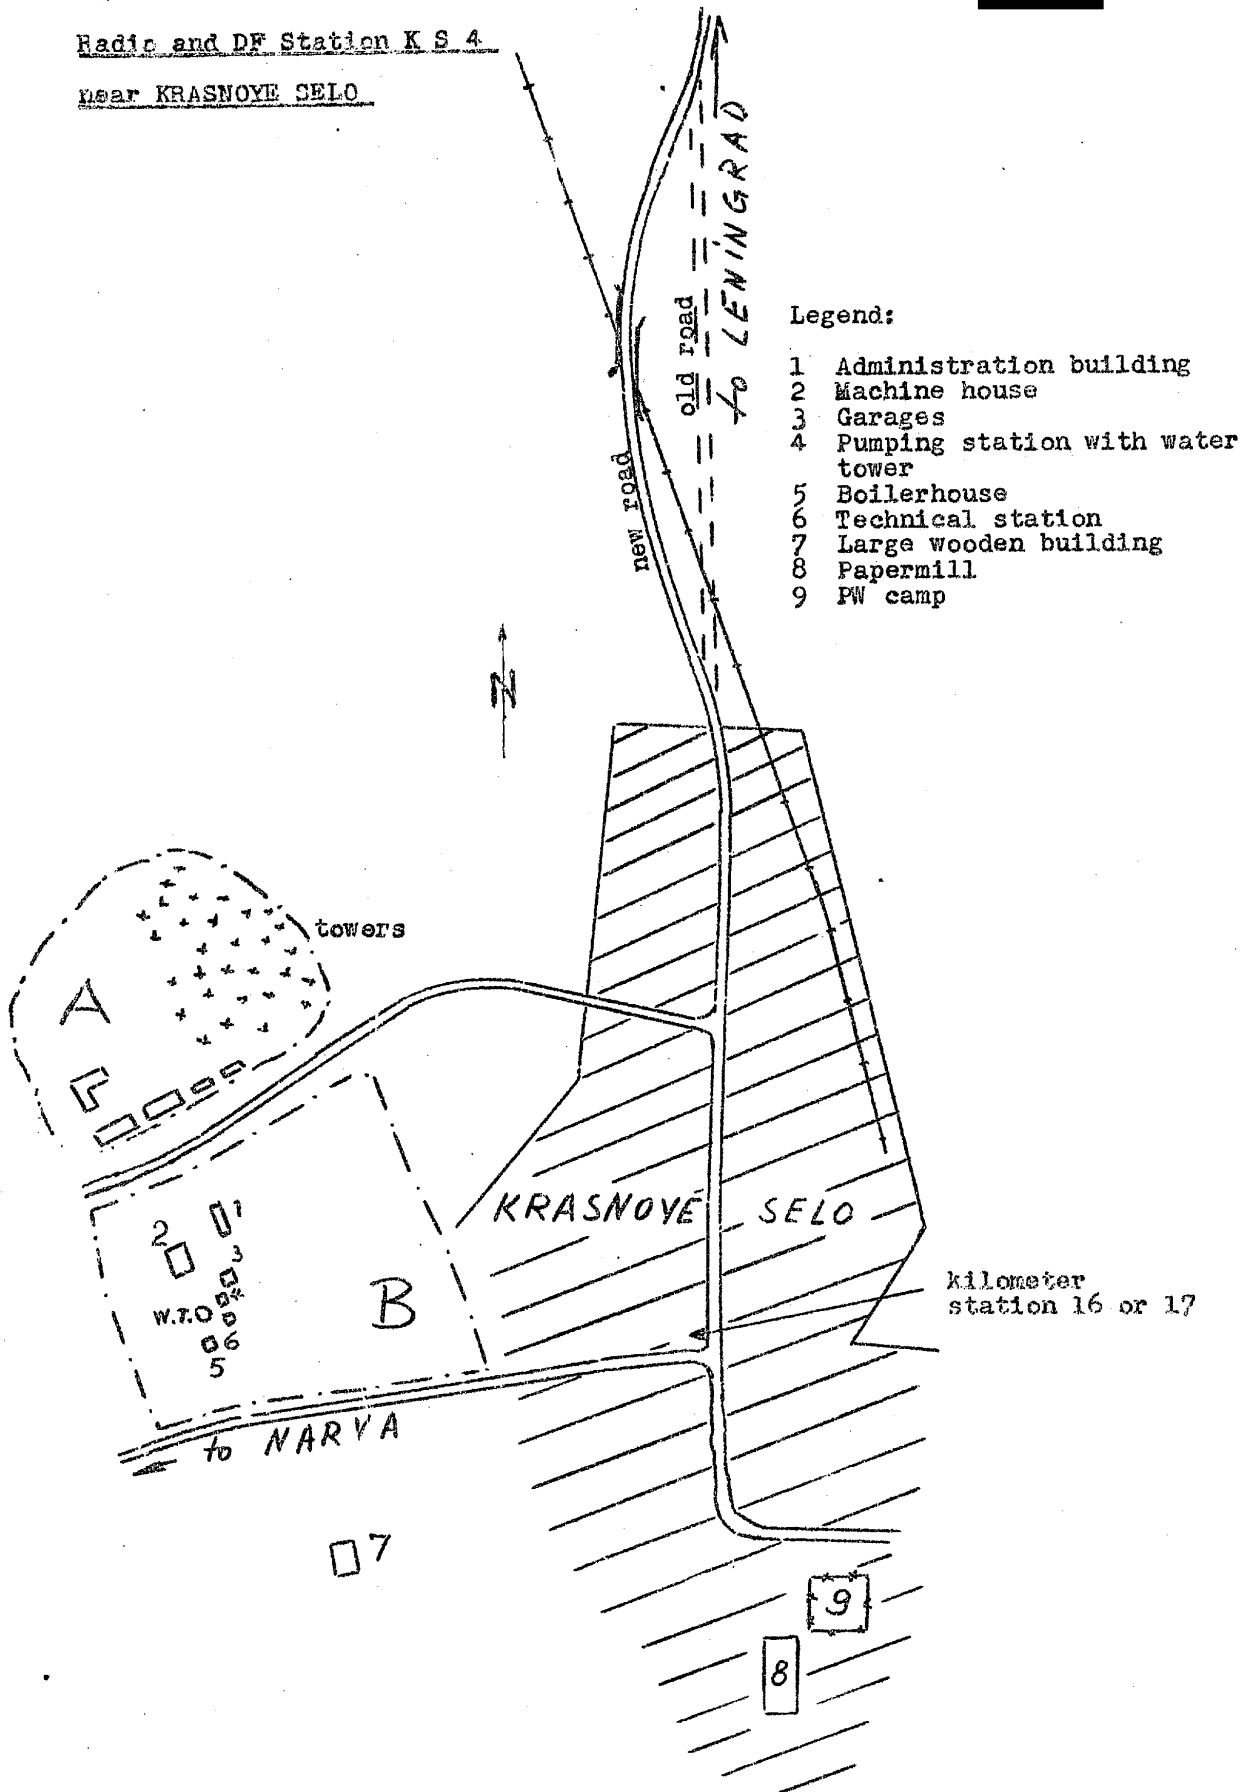 Radio and DF Station K S 4
near KRASNOYE SELO
to LENINGRAD
old road
new road
Legend:
1 Administration building
2 Machine house
3 Garages
4 Pumping station with water
tower
5 Boilerhouse
6 Technical station
7 Large wooden building
8 Papermill
9 PW camp
N
towers
A
KRASNOYE SELO
1
2
3
W.T.O
6
5
B
kilometer
station 16 or 17
to NARVA
7
9
8